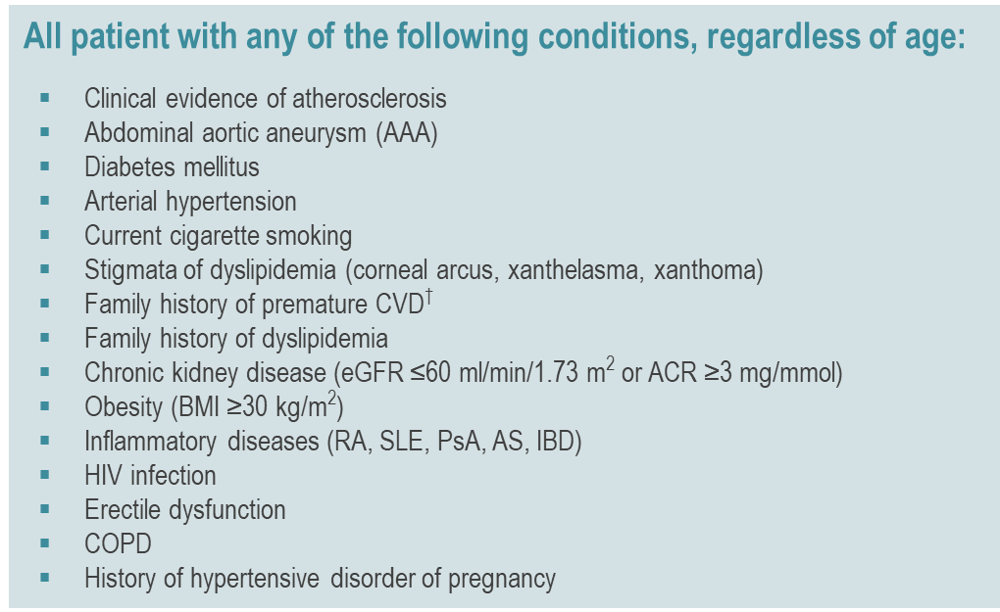 All patient with any of the following conditions, regardless of age:
▪ Clinical evidence of atherosclerosis
▪ Abdominal aortic aneurysm (AAA)
▪ Diabetes mellitus
▪ Arterial hypertension
▪ Current cigarette smoking
▪ Stigmata of dyslipidemia (corneal arcus, xanthelasma, xanthoma)
▪ Family history of premature CVD†
▪ Family history of dyslipidemia
▪ Chronic kidney disease (eGFR ≤60 ml/min/1.73 m² or ACR ≥3 mg/mmol)
▪ Obesity (BMI ≥30 kg/m²)
▪ Inflammatory diseases (RA, SLE, PsA, AS, IBD)
▪ HIV infection
▪ Erectile dysfunction
▪ COPD
▪ History of hypertensive disorder of pregnancy